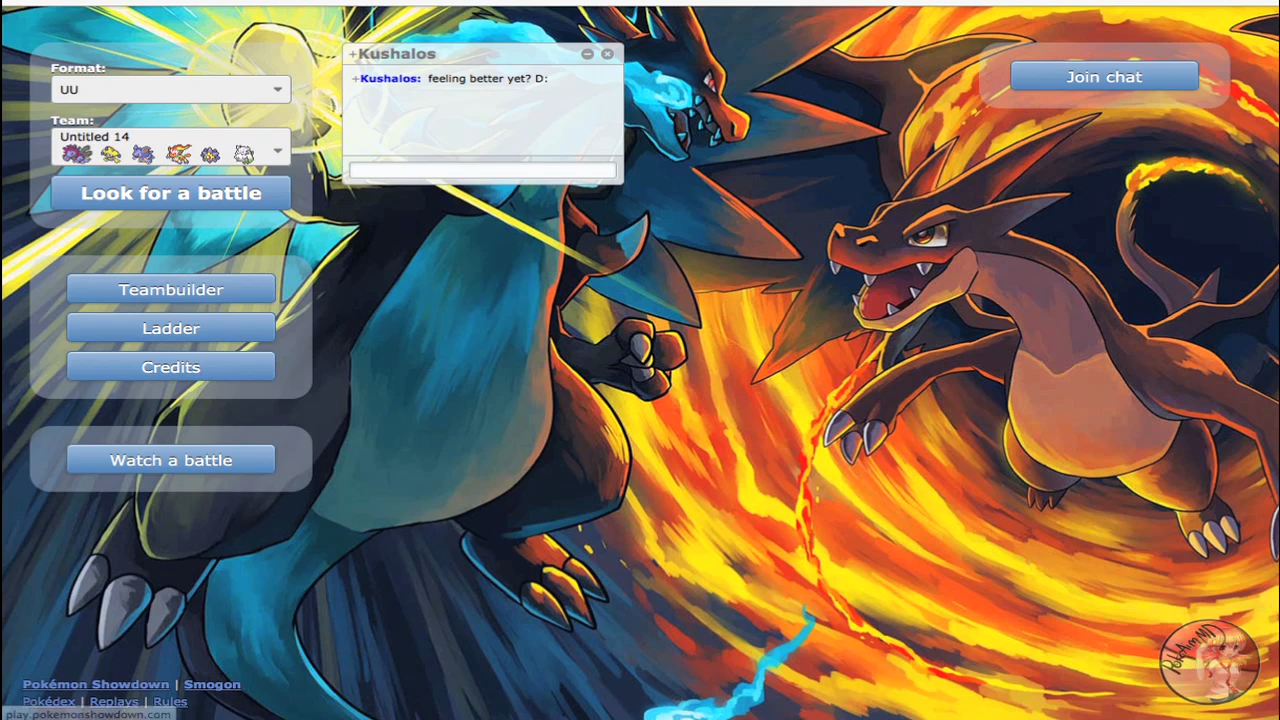 Format:
UU
Team:
Untitled 14
Look for a battle
Teambuilder
Ladder
Credits
Watch a battle
+Kushalos
+Kushalos: feeling better yet? D:
Join chat
Pokémon Showdown | Smogon
Pokédex | Replays | Rules
play.pokemonshowdown.com
PokeAimMD